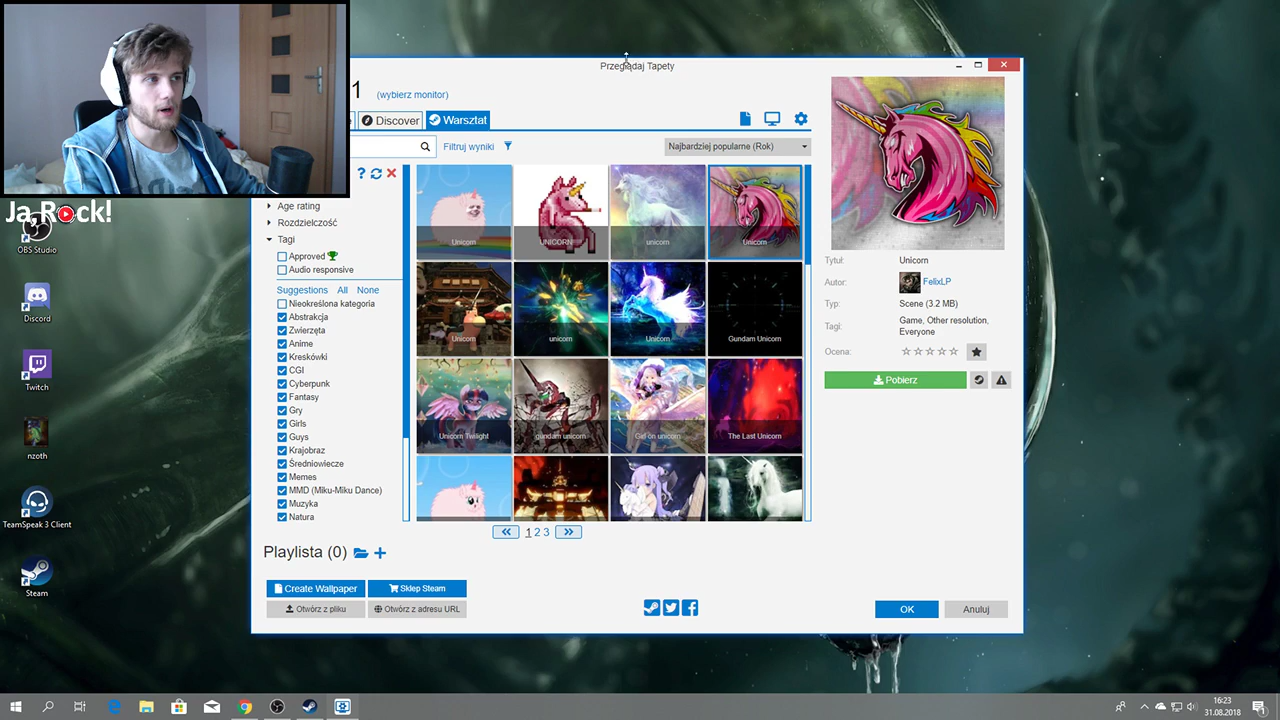 Przeglądaj Tapety
1 (wybierz monitor)
Discover
Warsztat
Filtruj wyniki
Najbardziej popularne (Rok)
Age rating
Rozdzielczość
Tagi
Approved
Audio responsive
Suggestions All None
Nieokreślona kategoria
Abstrakcja
Zwierzęta
Anime
Kreskówki
CGI
Cyberpunk
Fantasy
Gry
Girls
Guys
Krajobraz
Średniowiecze
Memes
MMD (Miku-Miku Dance)
Muzyka
Natura
Unicorn
UNICORN
unicorn
Unicorn
Unicorn
unicorn
Unicorn
Gundam Unicorn
Unicorn Twilight
gundam unicorn
Girl on unicorn
The Last Unicorn
1 2 3
Tytuł: Unicorn
Autor: FelixLP
Typ: Scene (3.2 MB)
Tagi: Game, Other resolution,
Everyone
Ocena:
Pobierz
Playlista (0)
Create Wallpaper
Sklep Steam
Otwórz z pliku
Otwórz z adresu URL
OK
Anuluj
Ja, Rock!
OBS Studio
Discord
Twitch
nzoth
TeamSpeak 3 Client
Steam
16:23
31.08.2018